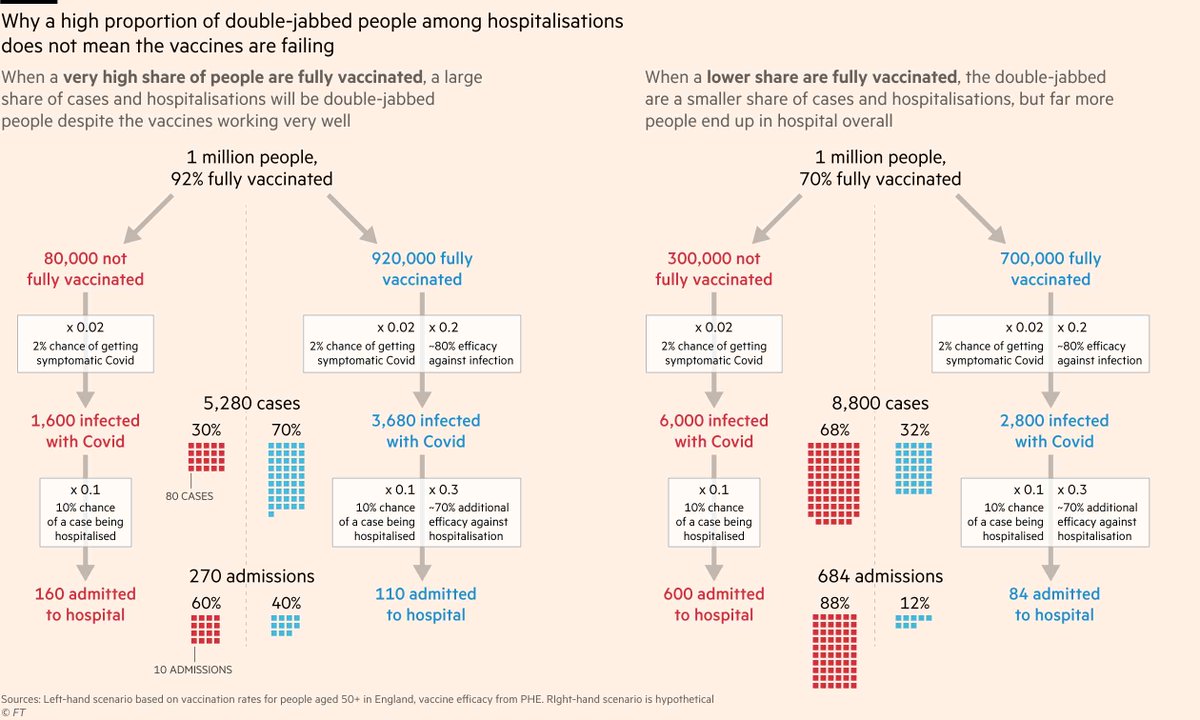 Why a high proportion of double-jabbed people among hospitalisations
does not mean the vaccines are failing
When a very high share of people are fully vaccinated, a large
share of cases and hospitalisations will be double-jabbed
people despite the vaccines working very well
1 million people,
92% fully vaccinated
80,000 not
fully vaccinated
920,000 fully
vaccinated
x 0.02
2% chance of getting
symptomatic Covid
x 0.02
2% chance of getting
symptomatic Covid
x 0.2
~80% efficacy
against infection
1,600 infected
with Covid
5,280 cases
30%
70%
80 CASES
3,680 infected
with Covid
x 0.1
10% chance
of a case being
hospitalised
x 0.1
10% chance
of a case being
hospitalised
x 0.3
~70% additional
efficacy against
hospitalisation
160 admitted
to hospital
270 admissions
60%
40%
10 ADMISSIONS
110 admitted
to hospital
When a lower share are fully vaccinated, the double-jabbed
are a smaller share of cases and hospitalisations, but far more
people end up in hospital overall
1 million people,
70% fully vaccinated
300,000 not
fully vaccinated
700,000 fully
vaccinated
x 0.02
2% chance of getting
symptomatic Covid
x 0.02
2% chance of getting
symptomatic Covid
x 0.2
~80% efficacy
against infection
6,000 infected
with Covid
8,800 cases
68%
32%
2,800 infected
with Covid
x 0.1
10% chance
of a case being
hospitalised
x 0.1
10% chance
of a case being
hospitalised
x 0.3
~70% additional
efficacy against
hospitalisation
600 admitted
to hospital
684 admissions
88%
12%
84 admitted
to hospital
Sources: Left-hand scenario based on vaccination rates for people aged 50+ in England, vaccine efficacy from PHE. RIght-hand scenario is hypothetical
© FT